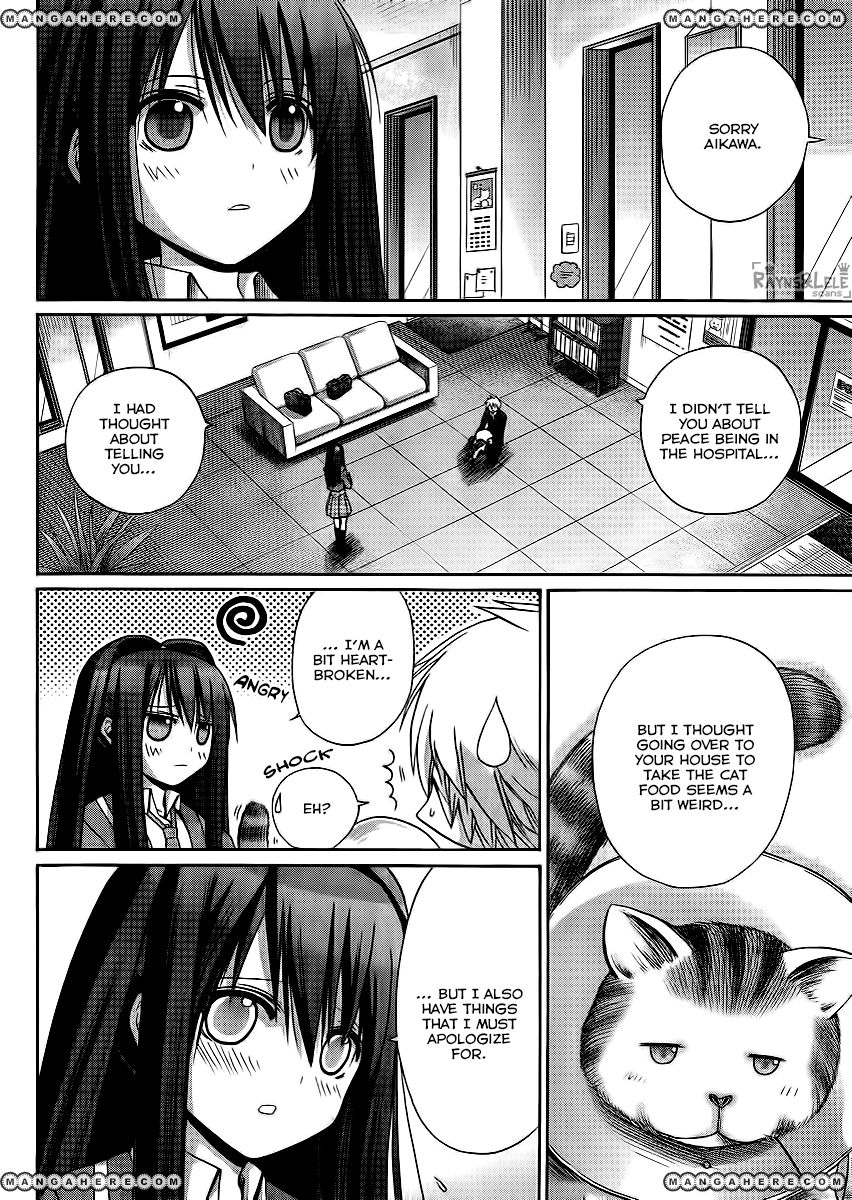 MANGAHERE.COM
MANGAHERE.COM
SORRY
AIKAWA.
RAYNS&LELE
scans
I DIDN'T TELL
YOU ABOUT
PEACE BEING IN
THE HOSPITAL...
I HAD
THOUGHT
ABOUT
TELLING
YOU...
BUT I THOUGHT
GOING OVER TO
YOUR HOUSE TO
TAKE THE CAT
FOOD SEEMS A
BIT WEIRD...
... I'M A
BIT HEART-
BROKEN...
ANGRY
SHOCK
EH?
... BUT I ALSO
HAVE THINGS
THAT I MUST
APOLOGIZE
FOR.
MANGAHERE.COM
MANGAHERE.COM